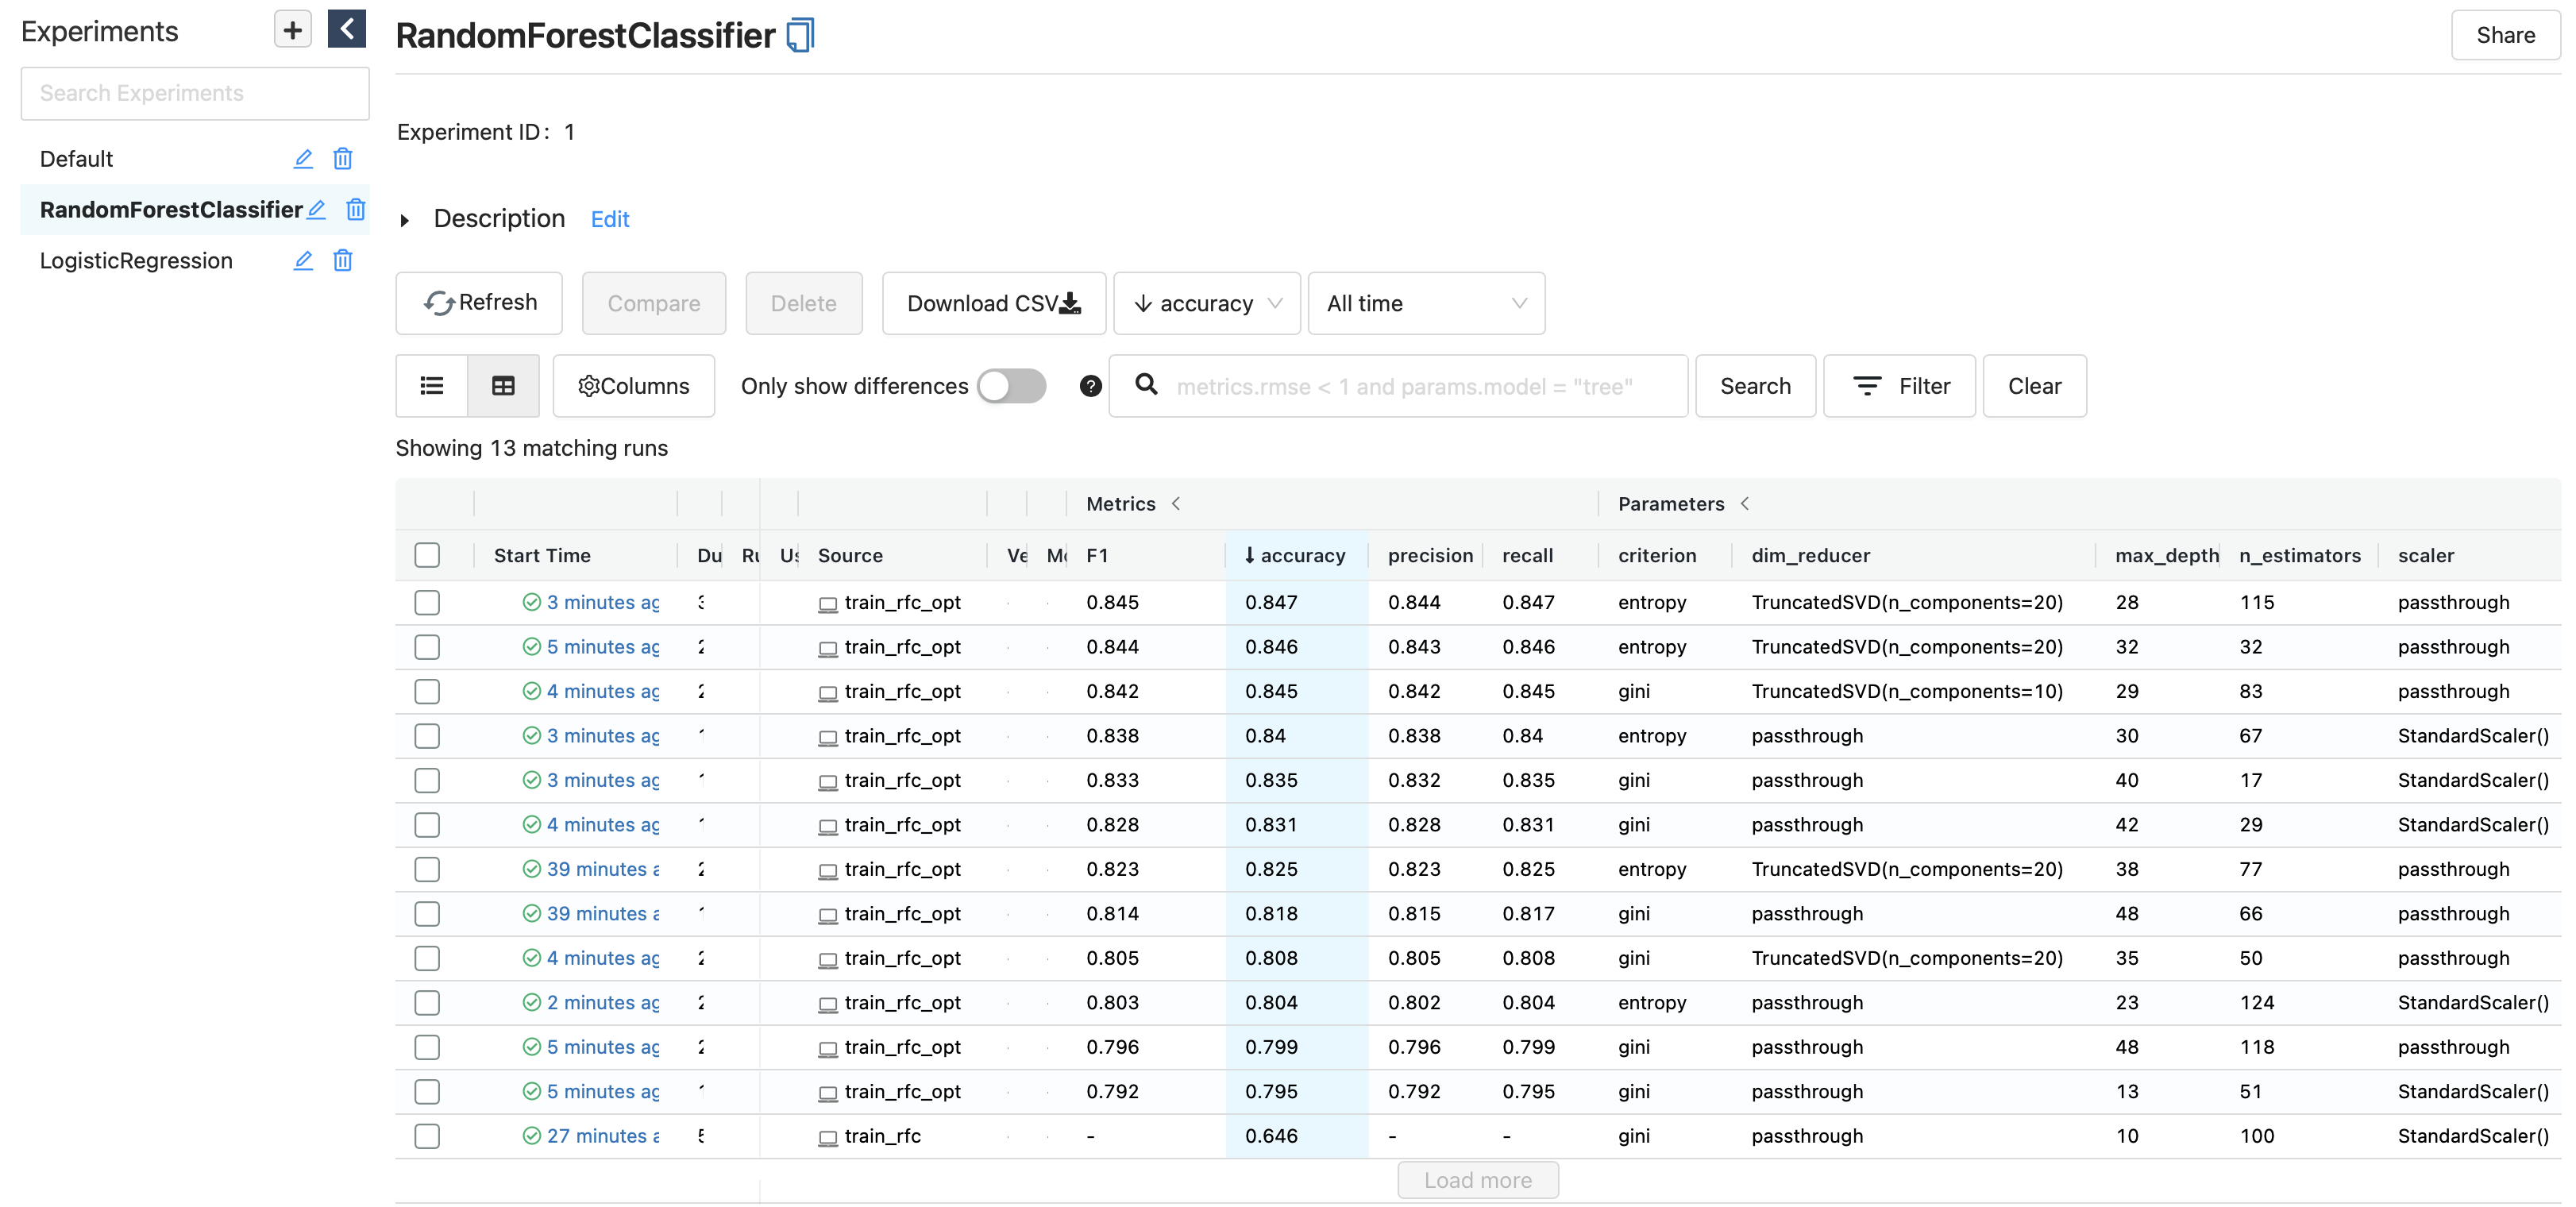 Experiments
Search Experiments
Default
RandomForestClassifier
LogisticRegression
RandomForestClassifier
Share
Experiment ID: 1
Description Edit
Refresh Compare Delete Download CSV accuracy All time
Columns Only show differences metrics.rmse < 1 and params.model = "tree" Search Filter Clear
Showing 13 matching runs
Metrics Parameters
Start Time Du Source Ve F1 accuracy precision recall criterion dim_reducer max_depth n_estimators scaler
3 minutes train_rfc_opt 0.845 0.847 0.844 0.847 entropy TruncatedSVD(n_components=20) 28 115 passthrough
5 minutes train_rfc_opt 0.844 0.846 0.843 0.846 entropy TruncatedSVD(n_components=20) 32 32 passthrough
4 minutes train_rfc_opt 0.842 0.845 0.842 0.845 gini TruncatedSVD(n_components=10) 29 83 passthrough
3 minutes train_rfc_opt 0.838 0.84 0.838 0.84 entropy passthrough 30 67 StandardScaler()
3 minutes train_rfc_opt 0.833 0.835 0.832 0.835 gini passthrough 40 17 StandardScaler()
4 minutes train_rfc_opt 0.828 0.831 0.828 0.831 gini passthrough 42 29 StandardScaler()
39 minutes train_rfc_opt 0.823 0.825 0.823 0.825 entropy TruncatedSVD(n_components=20) 38 77 passthrough
39 minutes train_rfc_opt 0.814 0.818 0.815 0.817 gini passthrough 48 66 passthrough
4 minutes train_rfc_opt 0.805 0.808 0.805 0.808 gini TruncatedSVD(n_components=20) 35 50 passthrough
2 minutes train_rfc_opt 0.803 0.804 0.802 0.804 entropy passthrough 23 124 StandardScaler()
5 minutes train_rfc_opt 0.796 0.799 0.796 0.799 gini passthrough 48 118 passthrough
5 minutes train_rfc_opt 0.792 0.795 0.792 0.795 gini passthrough 13 51 StandardScaler()
27 minutes train_rfc - 0.646 - - gini passthrough 10 100 StandardScaler()
Load more